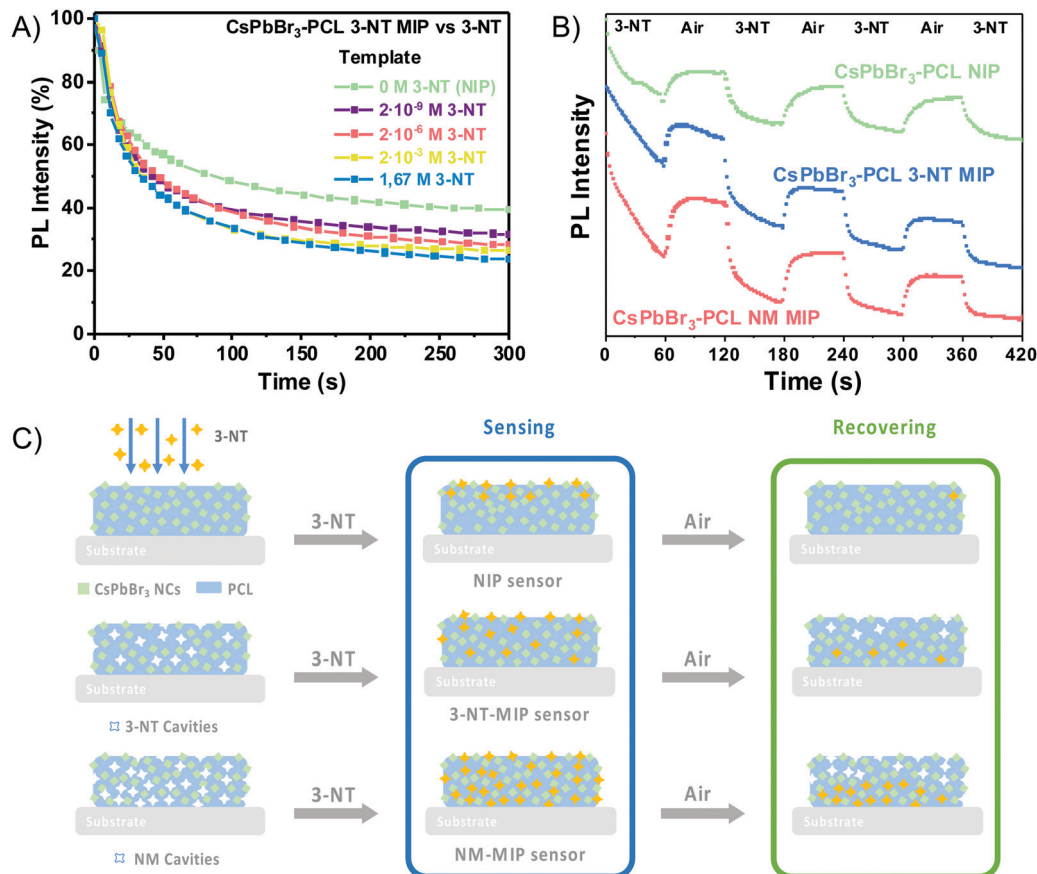 A)
CsPbBr₃-PCL 3-NT MIP vs 3-NT
Template
0 M 3-NT (NIP)
2·10⁻⁹ M 3-NT
2·10⁻⁶ M 3-NT
2·10⁻³ M 3-NT
1,67 M 3-NT
PL Intensity (%)
100
80
60
40
20
0
0 50 100 150 200 250 300
Time (s)
B)
3-NT Air 3-NT Air 3-NT Air 3-NT
CsPbBr₃-PCL NIP
CsPbBr₃-PCL 3-NT MIP
CsPbBr₃-PCL NM MIP
PL Intensity
0 60 120 180 240 300 360 420
Time (s)
C)
3-NT
Sensing
Recovering
Substrate
3-NT
Substrate
Air
Substrate
NIP sensor
CsPbBr₃ NCs PCL
Substrate
3-NT
Substrate
Air
Substrate
3-NT Cavities
3-NT-MIP sensor
Substrate
3-NT
Substrate
Air
Substrate
NM Cavities
NM-MIP sensor